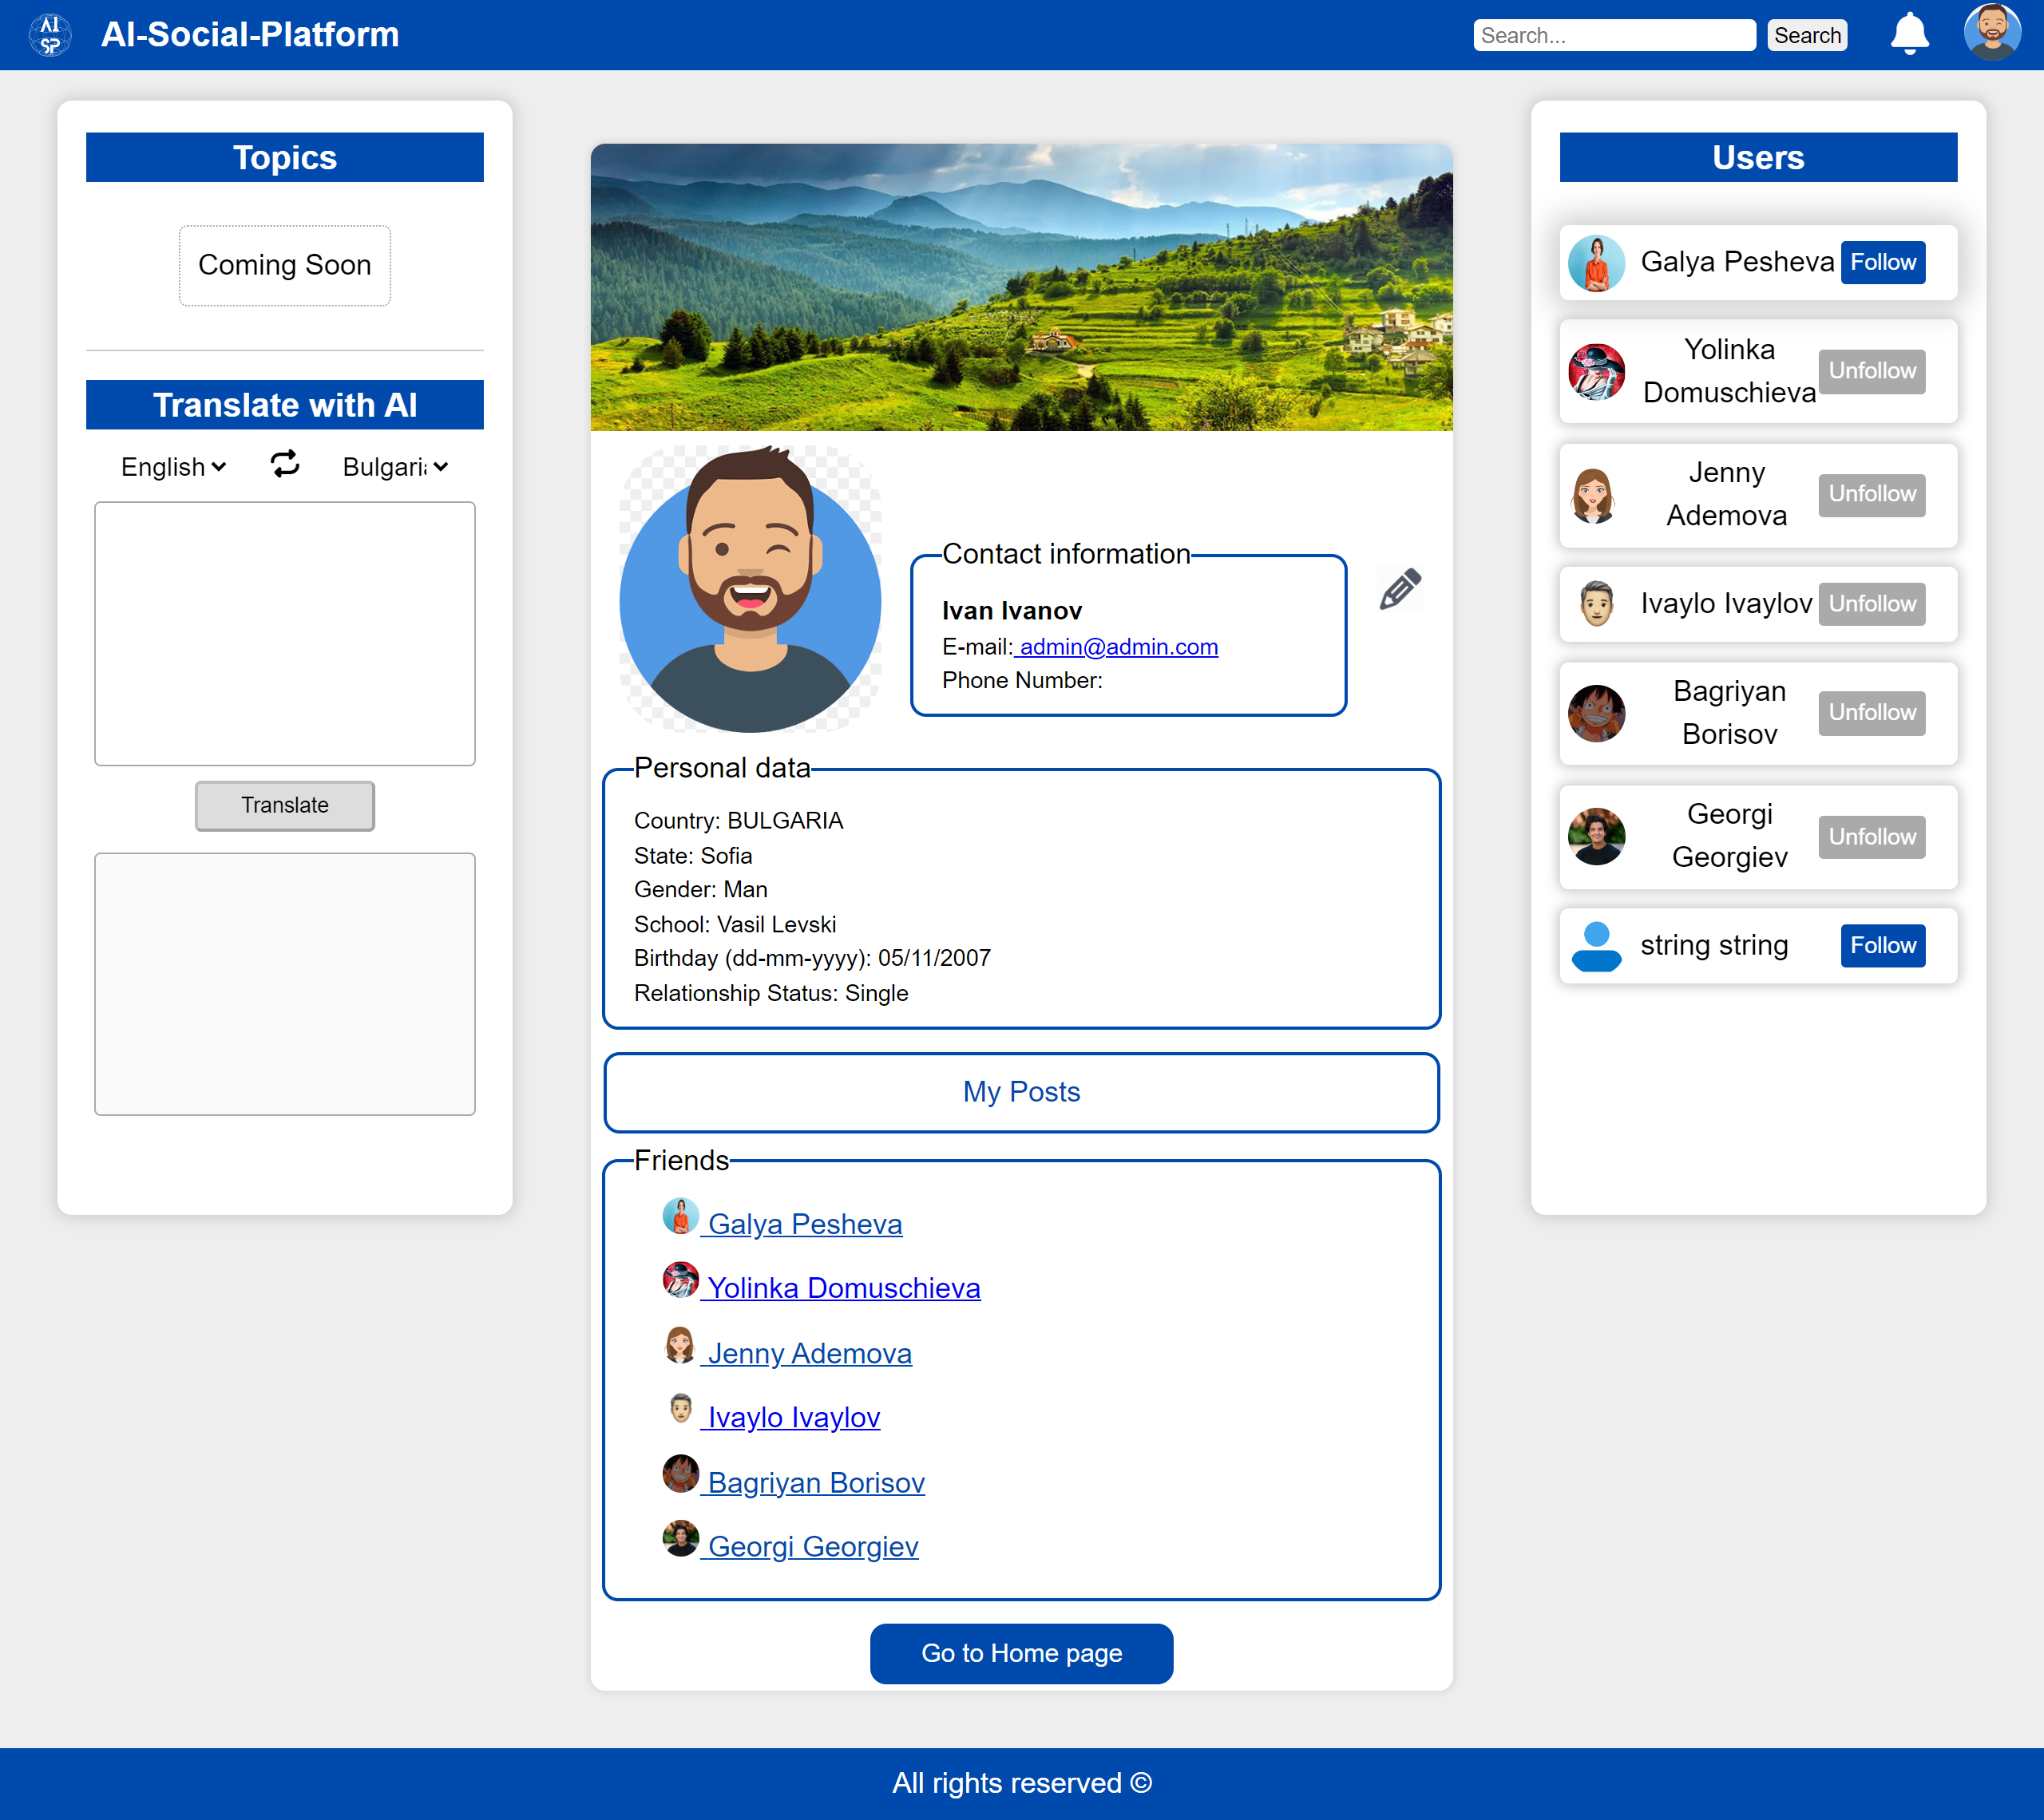 AI
SP
AI-Social-Platform
Search...
Search
Topics
Coming Soon
Translate with AI
English
Bulgari
Translate
Contact information
Ivan Ivanov
E-mail: admin@admin.com
Phone Number:
Personal data
Country: BULGARIA
State: Sofia
Gender: Man
School: Vasil Levski
Birthday (dd-mm-yyyy): 05/11/2007
Relationship Status: Single
My Posts
Friends
Galya Pesheva
Yolinka Domuschieva
Jenny Ademova
Ivaylo Ivaylov
Bagriyan Borisov
Georgi Georgiev
Go to Home page
Users
Galya Pesheva
Follow
Yolinka
Domuschieva
Unfollow
Jenny
Ademova
Unfollow
Ivaylo Ivaylov
Unfollow
Bagriyan
Borisov
Unfollow
Georgi
Georgiev
Unfollow
string string
Follow
All rights reserved ©